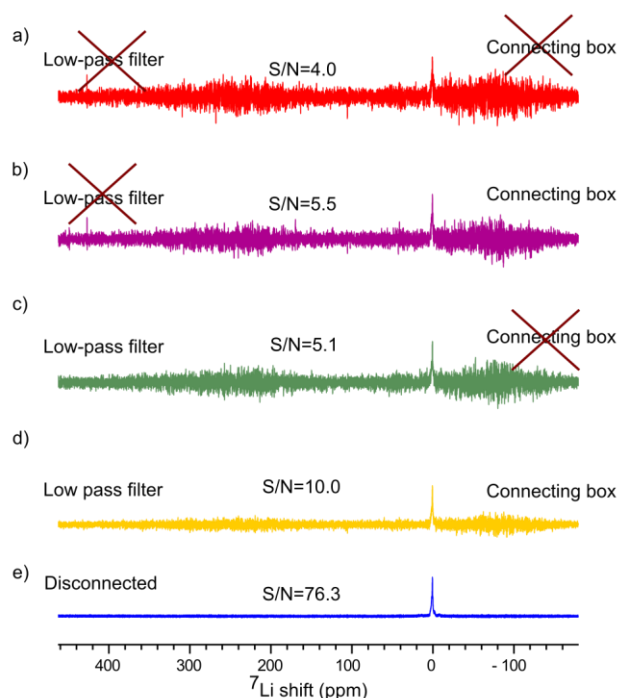 a)
Low-pass filter
S/N=4.0
Connecting box
b)
Low-pass filter
S/N=5.5
Connecting box
c)
Low-pass filter
S/N=5.1
Connecting box
d)
Low pass filter
S/N=10.0
Connecting box
e)
Disconnected
S/N=76.3
400 300 200 100 0 - 100
7Li shift (ppm)